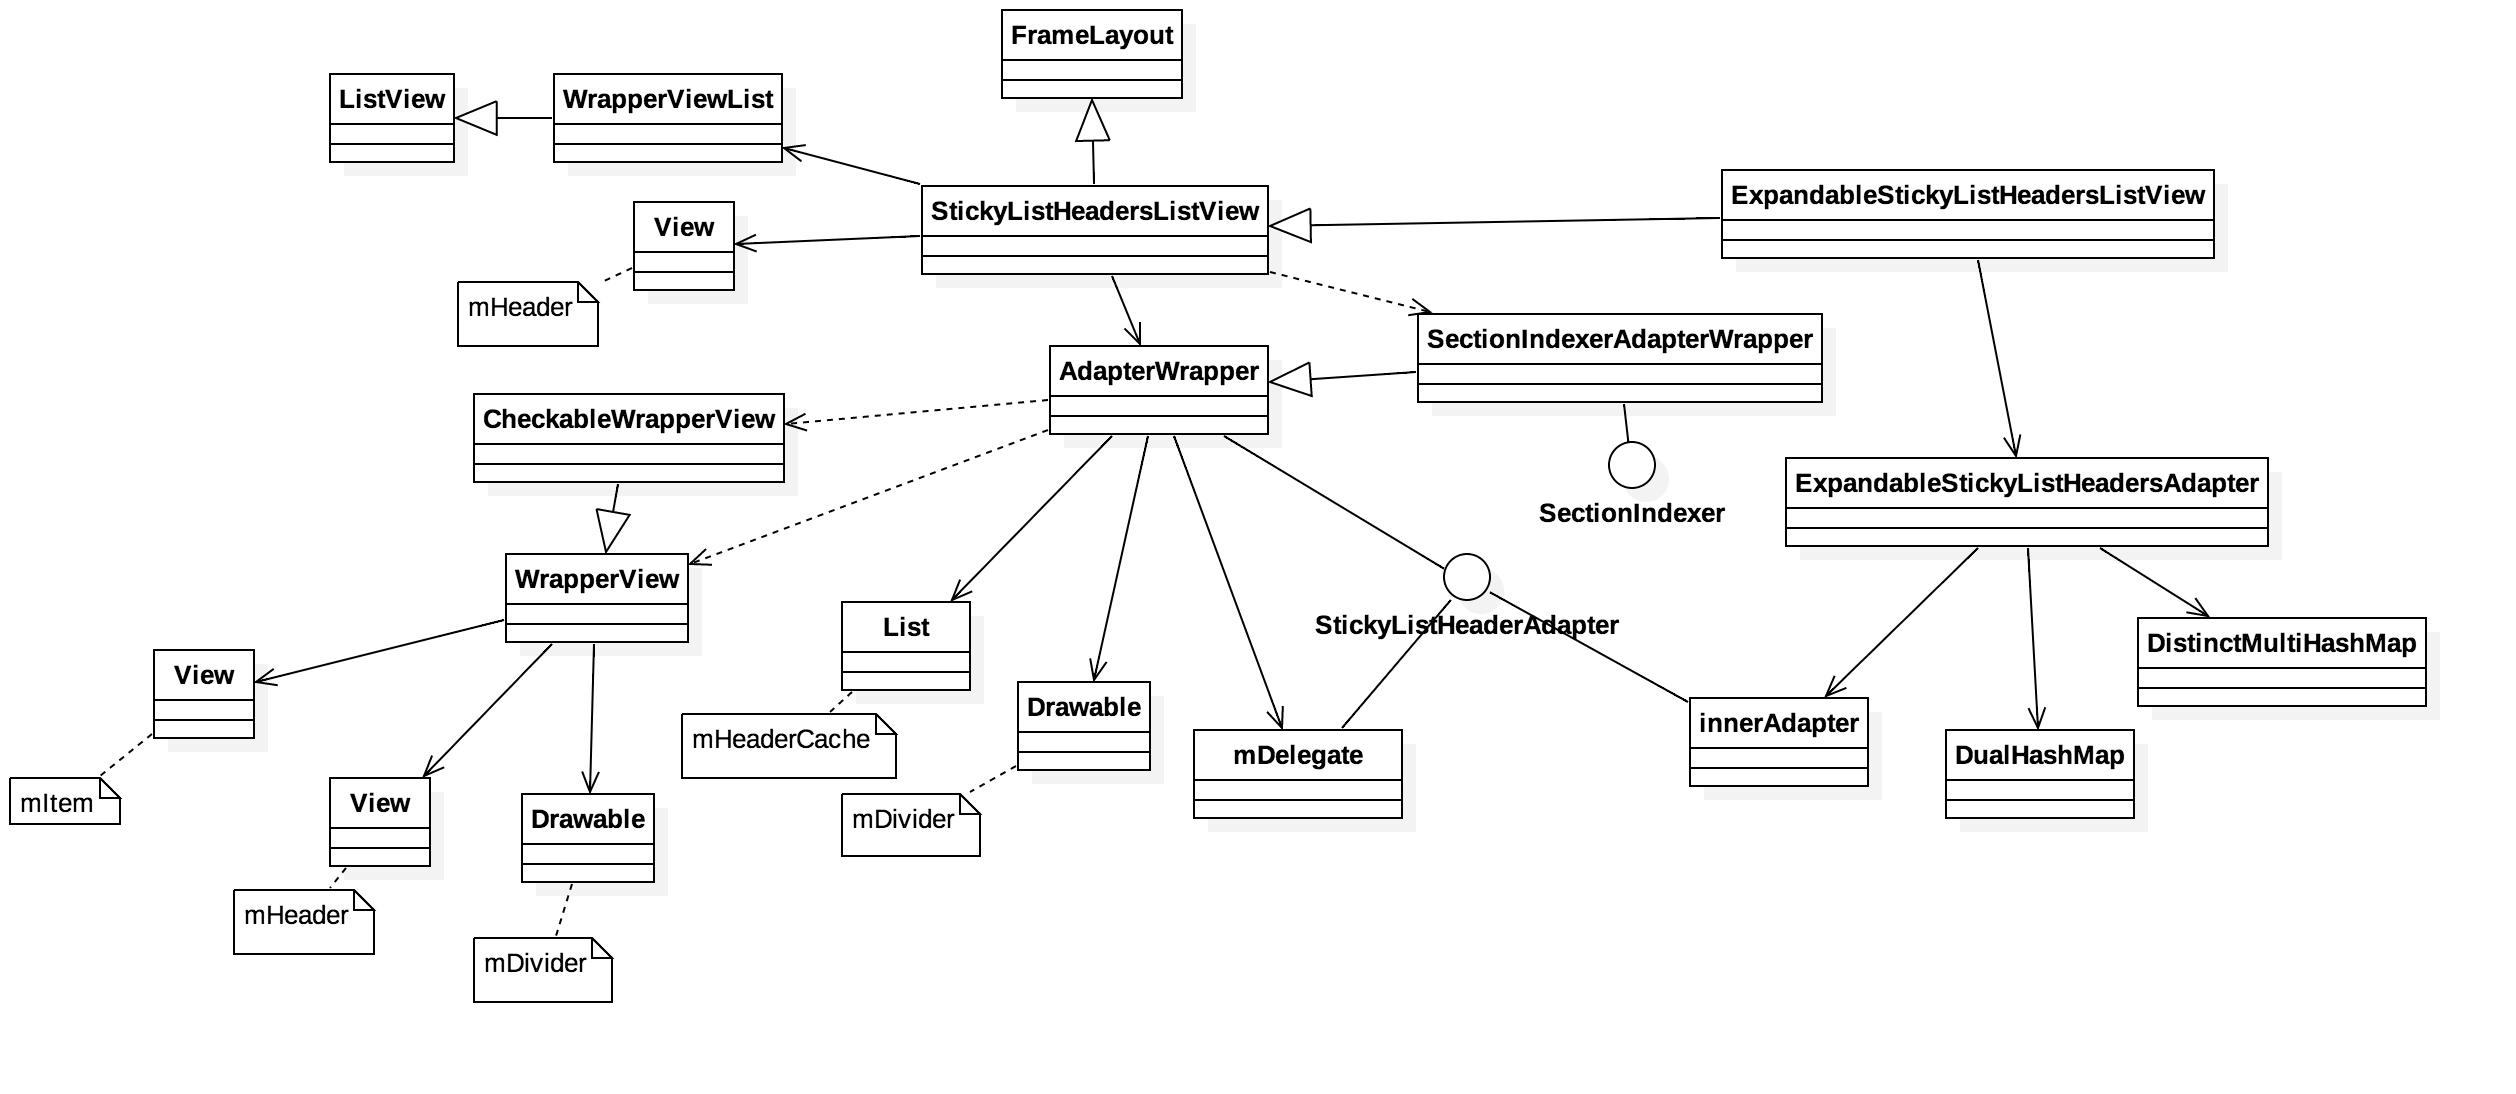 FrameLayout
ListView
WrapperViewList
StickyListHeadersListView
ExpandableStickyListHeadersListView
View
mHeader
SectionIndexerAdapterWrapper
AdapterWrapper
CheckableWrapperView
SectionIndexer
ExpandableStickyListHeadersAdapter
WrapperView
List
StickyListHeaderAdapter
DistinctMultiHashMap
View
Drawable
innerAdapter
mHeaderCache
mDelegate
DualHashMap
mItem
View
Drawable
mDivider
mHeader
mDivider